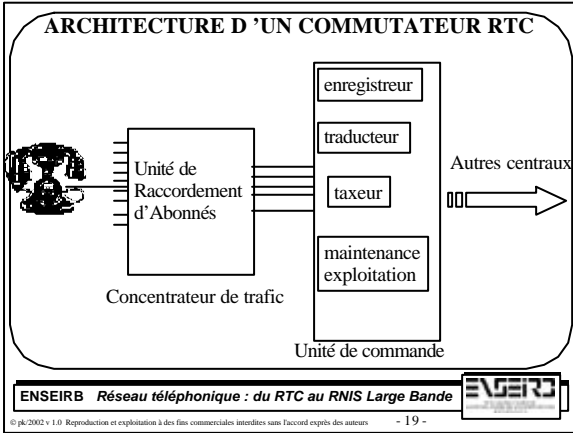 ARCHITECTURE D 'UN COMMUTATEUR RTC
enregistreur
traducteur
taxeur
maintenance
exploitation
Unité de
Raccordement
d'Abonnés
Autres centraux
Concentrateur de trafic
Unité de commande
ENSEIRB Réseau téléphonique : du RTC au RNIS Large Bande
ENSEIRB
© pk/2002 v 1.0 Reproduction et exploitation à des fins commerciales interdites sans l'accord exprès des auteurs - 19 -